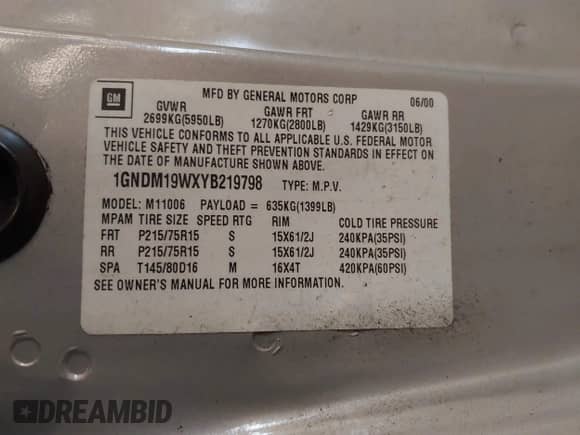 GM
MFD BY GENERAL MOTORS CORP 06/00
GVWR GAWR FRT GAWR RR
2699KG(5950LB) 1270KG(2800LB) 1429KG(3150LB)
THIS VEHICLE CONFORMS TO ALL APPLICABLE U.S. FEDERAL MOTOR
VEHICLE SAFETY AND THEFT PREVENTION STANDARDS IN EFFECT ON
THE DATE OF MANUFACTURE SHOWN ABOVE.
1GNDM19WXYB219798 TYPE: M.P.V.
MODEL: M11006 PAYLOAD = 635KG(1399LB)
MPAM TIRE SIZE SPEED RTG RIM COLD TIRE PRESSURE
FRT P215/75R15 S 15X61/2J 240KPA(35PSI)
RR P215/75R15 S 15X61/2J 240KPA(35PSI)
SPA T145/80D16 M 16X4T 420KPA(60PSI)
SEE OWNER'S MANUAL FOR MORE INFORMATION.
DREAMBID